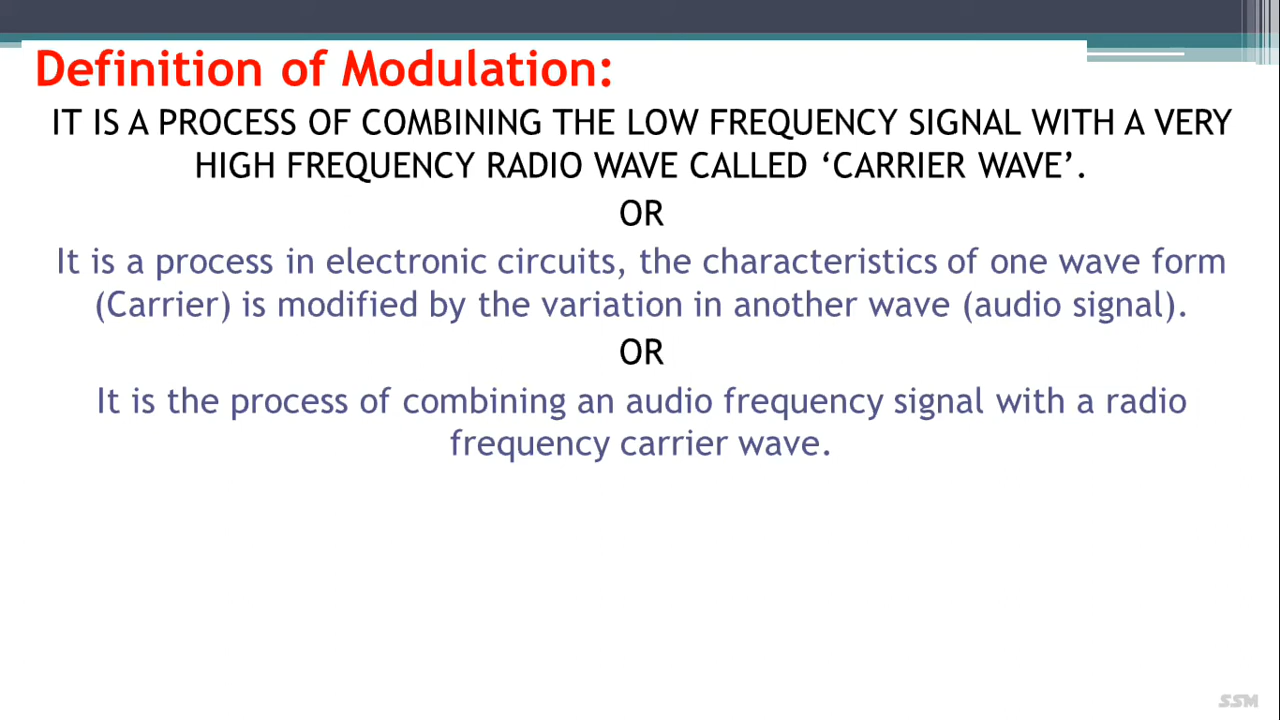 Definition of Modulation:
IT IS A PROCESS OF COMBINING THE LOW FREQUENCY SIGNAL WITH A VERY
HIGH FREQUENCY RADIO WAVE CALLED ‘CARRIER WAVE’.
OR
It is a process in electronic circuits, the characteristics of one wave form
(Carrier) is modified by the variation in another wave (audio signal).
OR
It is the process of combining an audio frequency signal with a radio
frequency carrier wave.
SSM